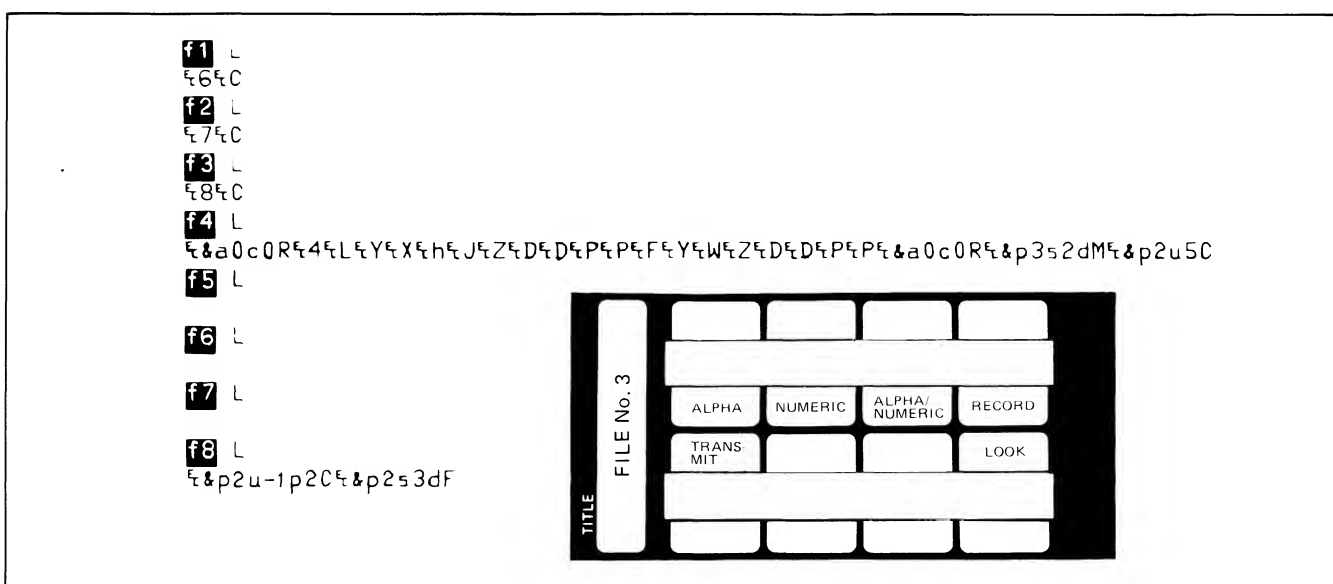 f1 L
␛6␛C
f2 L
␛7␛C
f3 L
␛8␛C
f4 L
␛&a0c0R␛4␛L␛Y␛X␛h␛J␛Z␛D␛D␛P␛P␛F␛Y␛W␛Z␛D␛D␛P␛P␛&a0c0R␛&p3s2dM␛&p2u5C
f5 L
f6 L
f7 L
f8 L
␛&p2u-1p2C␛&p2s3dF
TITLE
FILE No. 3
ALPHA
NUMERIC
ALPHA/
NUMERIC
RECORD
TRANS-
MIT
LOOK